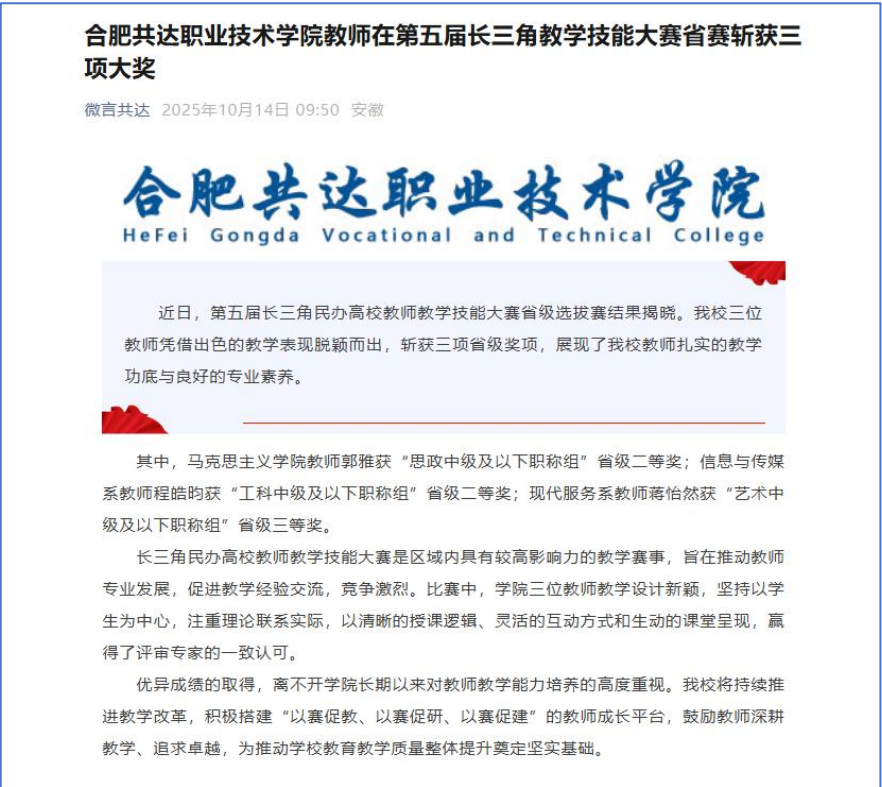 合肥共达职业技术学院教师在第五届长三角教学技能大赛省赛斩获三
项大奖
微言共达 2025年10月14日 09:50 安徽
合肥共达职业技术学院
HeFei Gongda Vocational and Technical College
近日，第五届长三角民办高校教师教学技能大赛省级选拔赛结果揭晓。我校三位
教师凭借出色的教学表现脱颖而出，斩获三项省级奖项，展现了我校教师扎实的教学
功底与良好的专业素养。
其中，马克思主义学院教师郭雅获“思政中级及以下职称组”省级二等奖；信息与传媒
系教师程皓昀获“工科中级及以下职称组”省级二等奖；现代服务系教师蒋怡然获“艺术中
级及以下职称组”省级三等奖。
长三角民办高校教师教学技能大赛是区域内具有较高影响力的教学赛事，旨在推动教师
专业发展，促进教学经验交流，竞争激烈。比赛中，学院三位教师教学设计新颖，坚持以学
生为中心，注重理论联系实际，以清晰的授课逻辑、灵活的互动方式和生动的课堂呈现，赢
得了评审专家的一致认可。
优异成绩的取得，离不开学院长期以来对教师教学能力培养的高度重视。我校将持续推
进教学改革，积极搭建“以赛促教、以赛促研、以赛促建”的教师成长平台，鼓励教师深耕
教学、追求卓越，为推动学校教育教学质量整体提升奠定坚实基础。